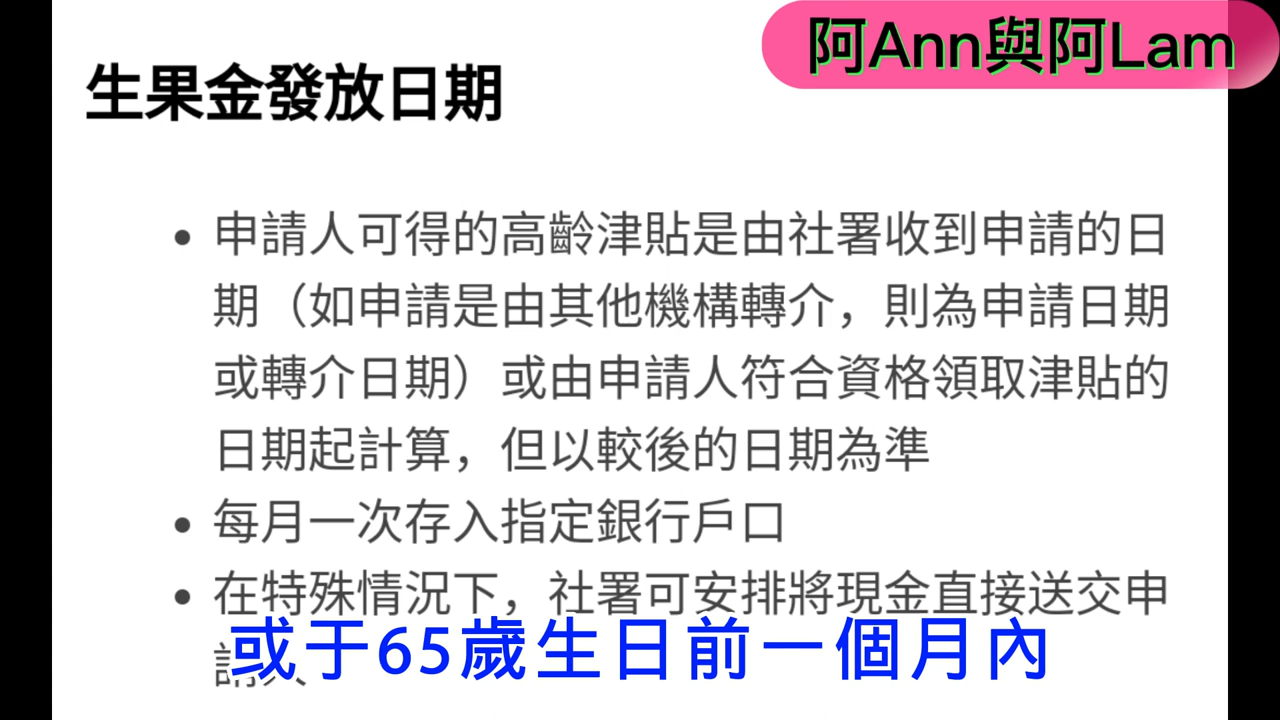 阿Ann與阿Lam
生果金發放日期
• 申請人可得的高齡津貼是由社署收到申請的日
期（如申請是由其他機構轉介，則為申請日期
或轉介日期）或由申請人符合資格領取津貼的
日期起計算，但以較後的日期為準
• 每月一次存入指定銀行戶口
• 在特殊情況下，社署可安排將現金直接送交申
請人
或于65歲生日前一個月內